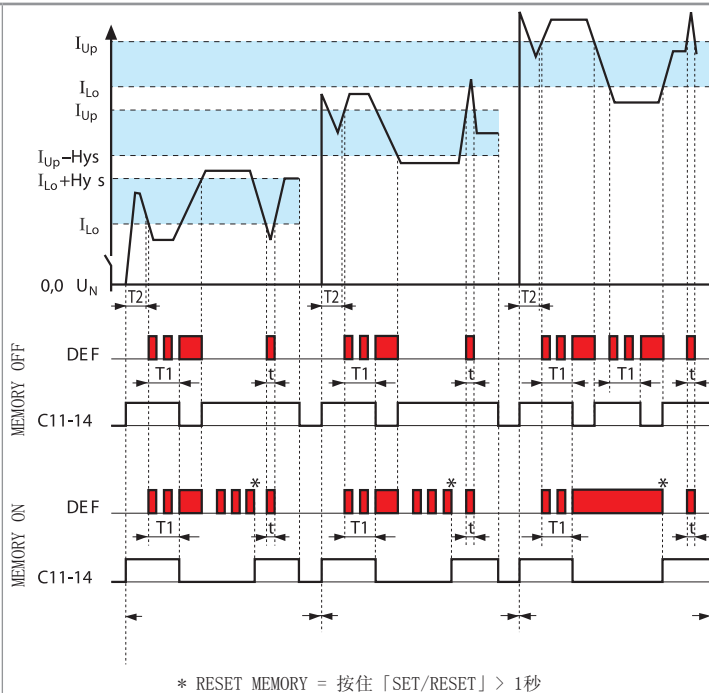 I_Up
I_Lo
I_Up
I_Up−Hys
I_Lo+Hy s
I_Lo
0,0 U_N
T2 T2 T2
MEMORY OFF
DEF
T1 t T1 t T1 T1 t
C11-14
MEMORY ON
* * *
DEF
T1 t T1 t T1 t
C11-14
* RESET MEMORY = 按住「SET/RESET」> 1秒